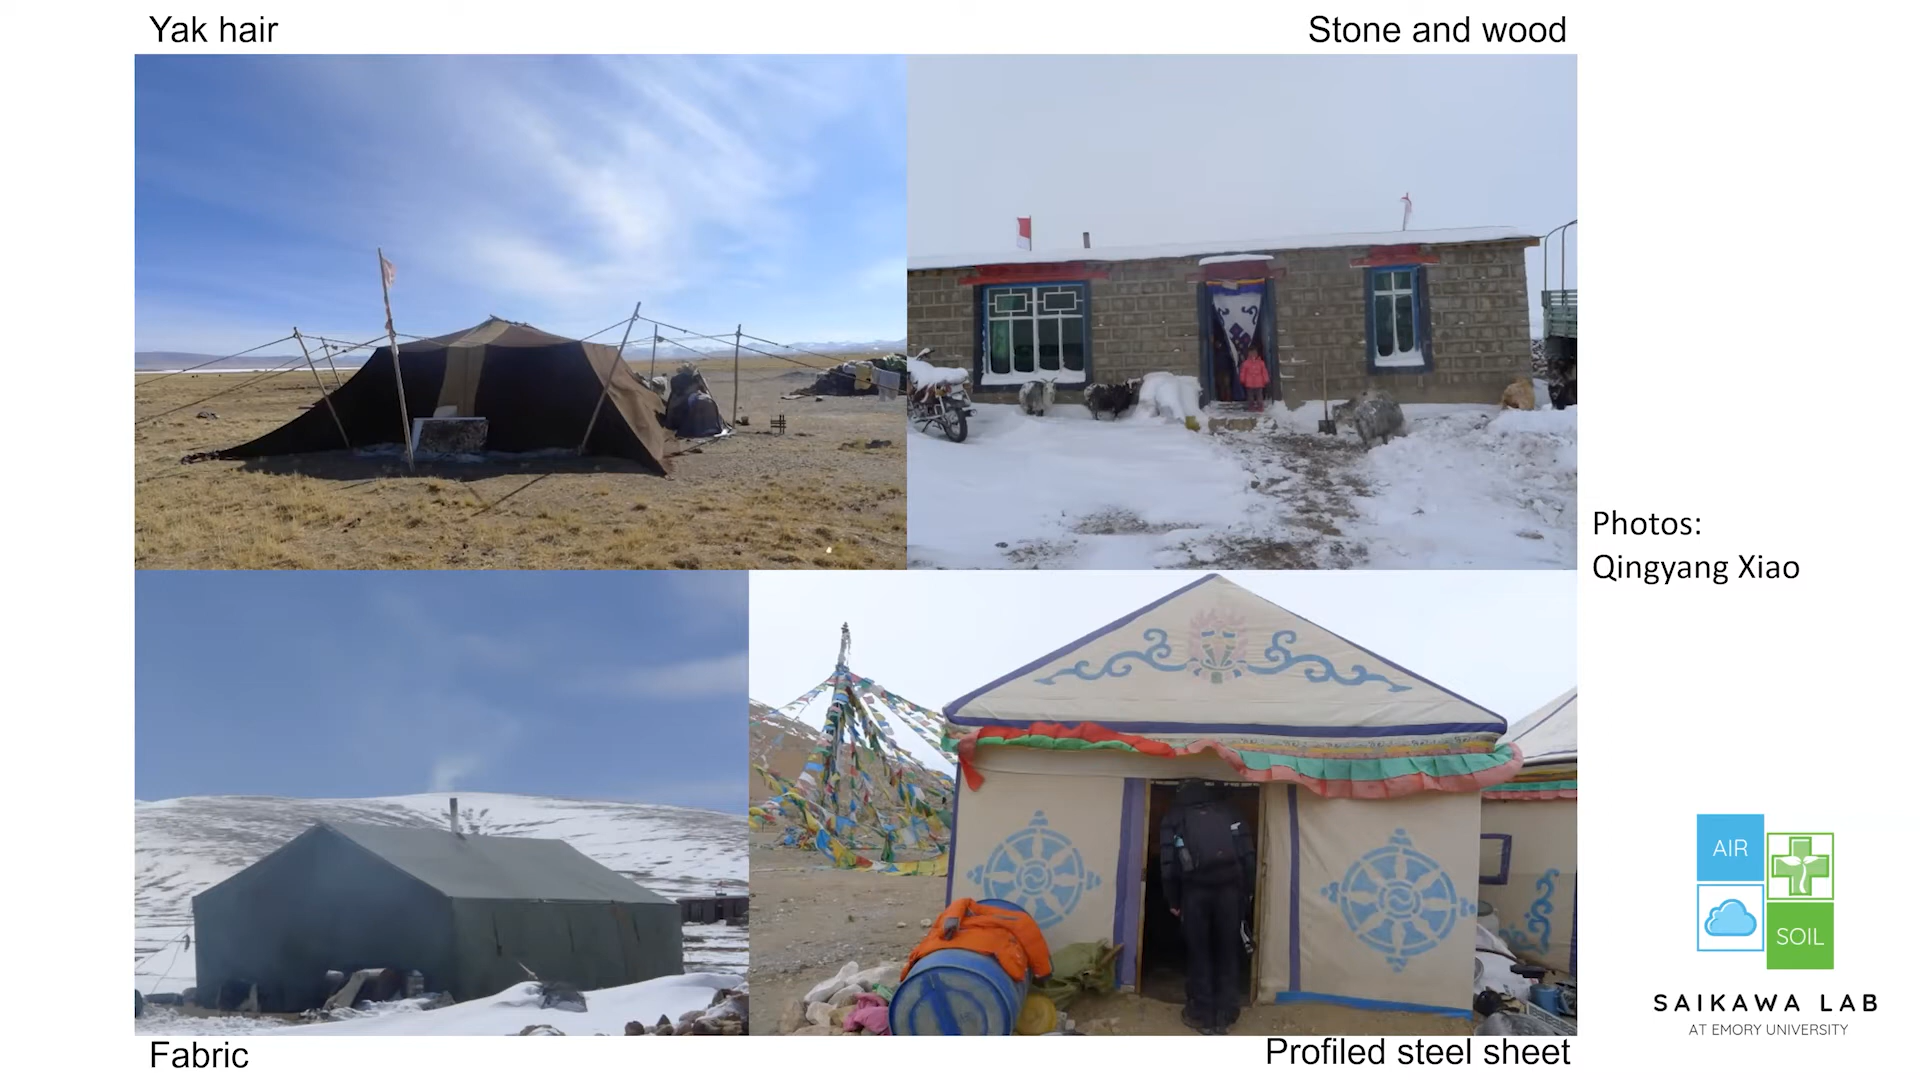 Yak hair
Stone and wood
Photos:
Qingyang Xiao
Fabric
Profiled steel sheet
AIR
SOIL
SAIKAWA LAB
AT EMORY UNIVERSITY